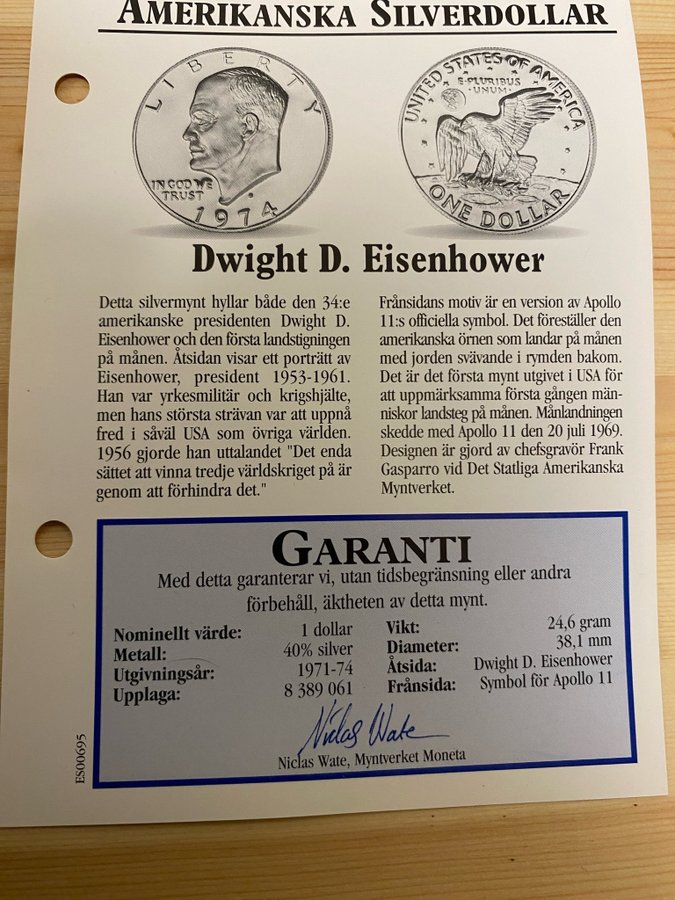 AMERIKANSKA SILVERDOLLAR
LIBERTY
IN GOD WE
TRUST
1974
UNITED STATES OF AMERICA
E·PLURIBUS
·UNUM·
ONE DOLLAR
Dwight D. Eisenhower
Detta silvermynt hyllar både den 34:e
amerikanske presidenten Dwight D.
Eisenhower och den första landstigningen
på månen. Åtsidan visar ett porträtt av
Eisenhower, president 1953-1961.
Han var yrkesmilitär och krigshjälte,
men hans största strävan var att uppnå
fred i såväl USA som övriga världen.
1956 gjorde han uttalandet "Det enda
sättet att vinna tredje världskriget på är
genom att förhindra det."
Frånsidans motiv är en version av Apollo
11:s officiella symbol. Det föreställer den
amerikanska örnen som landar på månen
med jorden svävande i rymden bakom.
Det är det första mynt utgivet i USA för
att uppmärksamma första gången män-
niskor landsteg på månen. Månlandningen
skedde med Apollo 11 den 20 juli 1969.
Designen är gjord av chefsgravör Frank
Gasparro vid Det Statliga Amerikanska
Myntverket.
GARANTI
Med detta garanterar vi, utan tidsbegränsning eller andra
förbehåll, äktheten av detta mynt.
Nominellt värde: 1 dollar
Metall: 40% silver
Utgivningsår: 1971-74
Upplaga: 8 389 061
Vikt: 24,6 gram
Diameter: 38,1 mm
Åtsida: Dwight D. Eisenhower
Frånsida: Symbol för Apollo 11
Niclas Wate
Niclas Wate, Myntverket Moneta
ES00695